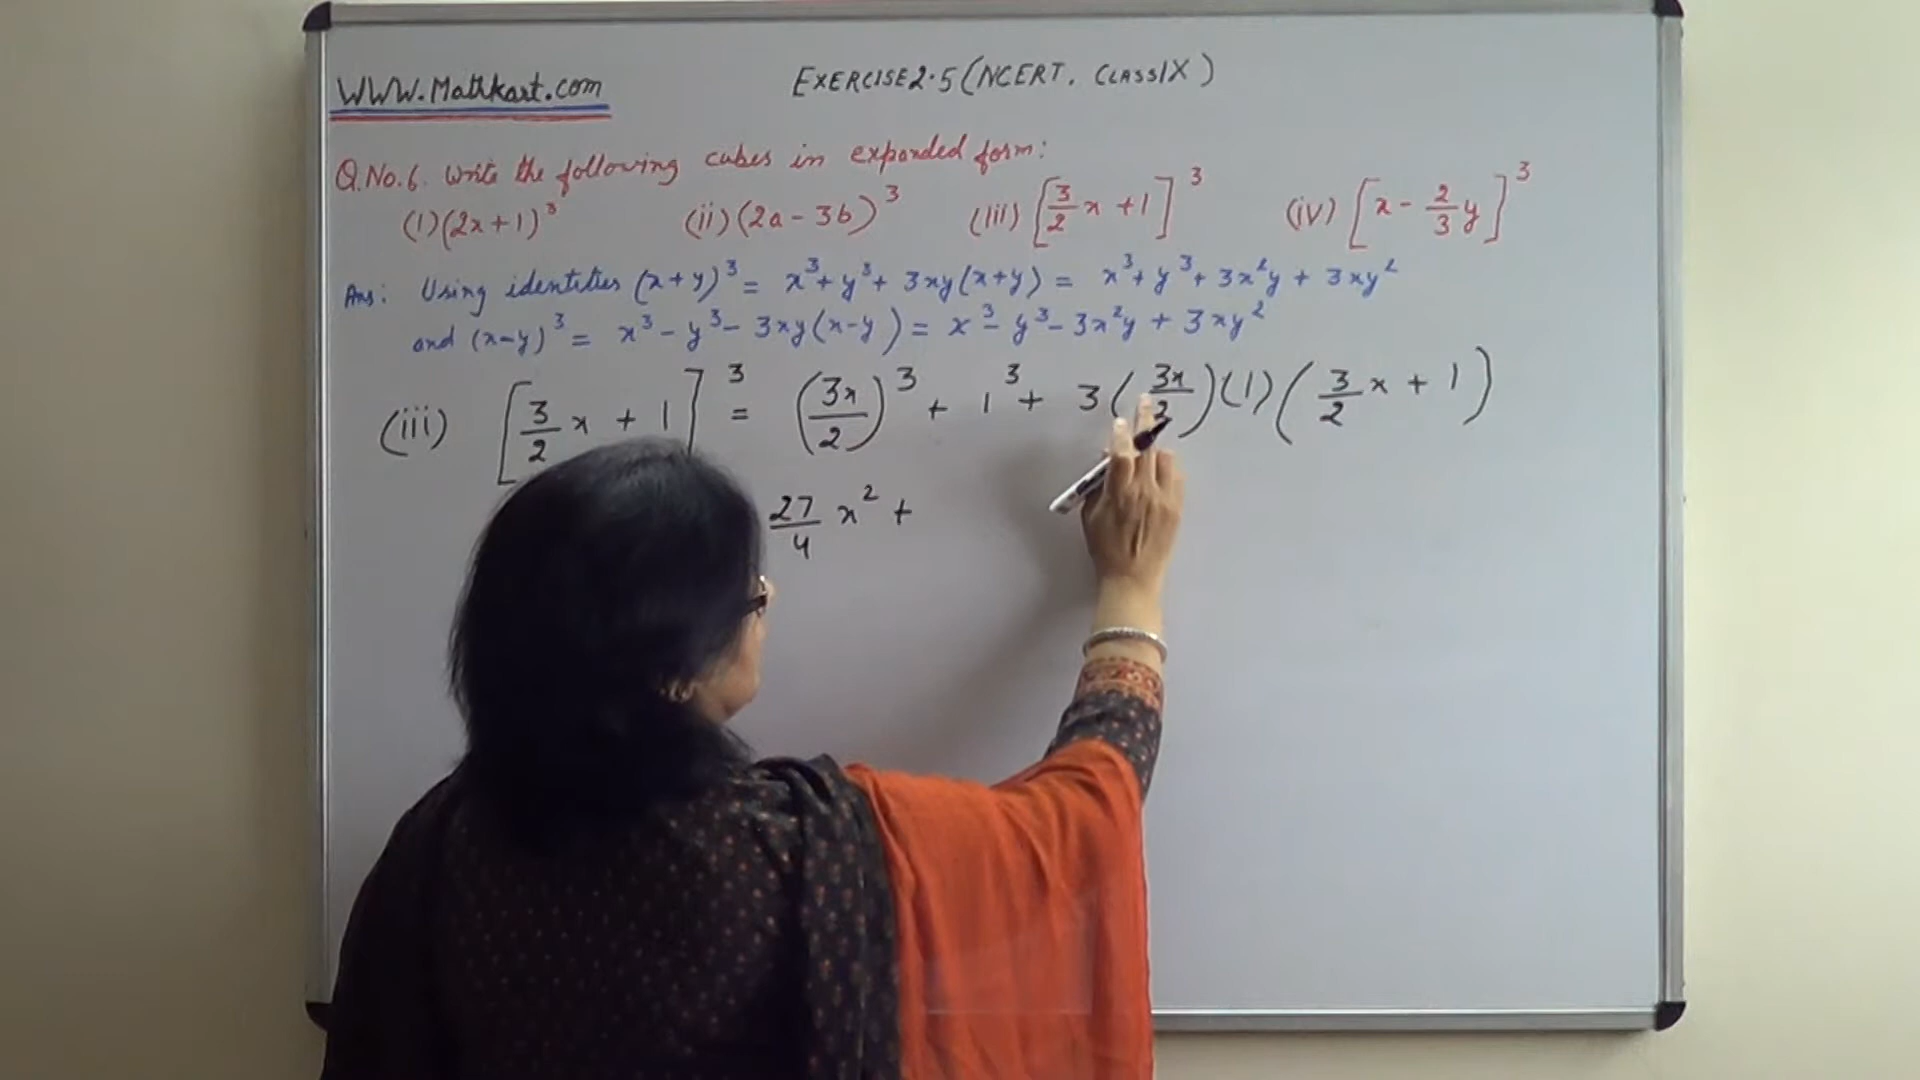 WWW.Mathkart.com
EXERCISE 2.5 (NCERT. CLASS IX)
Q.No.6. Write the following cubes in expanded form:
(i) (2x+1)³ (ii) (2a-3b)³ (iii) [3/2 x +1]³ (iv) [x - 2/3 y]³
Ans: Using identities (x+y)³ = x³+y³+ 3xy(x+y) = x³+y³+3x²y + 3xy²
and (x-y)³ = x³-y³-3xy(x-y) = x³-y³-3x²y + 3xy²
(iii) [3/2 x + 1]³ = (3x/2)³ + 1³ + 3(3x/2)(1)(3/2 x + 1)
27/4 x² +